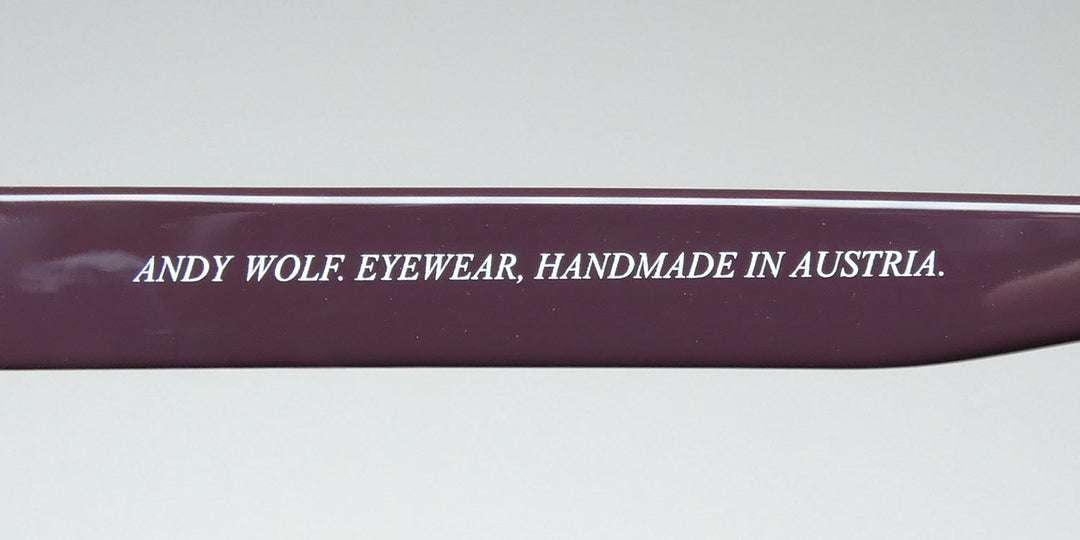 ANDY WOLF. EYEWEAR, HANDMADE IN AUSTRIA.